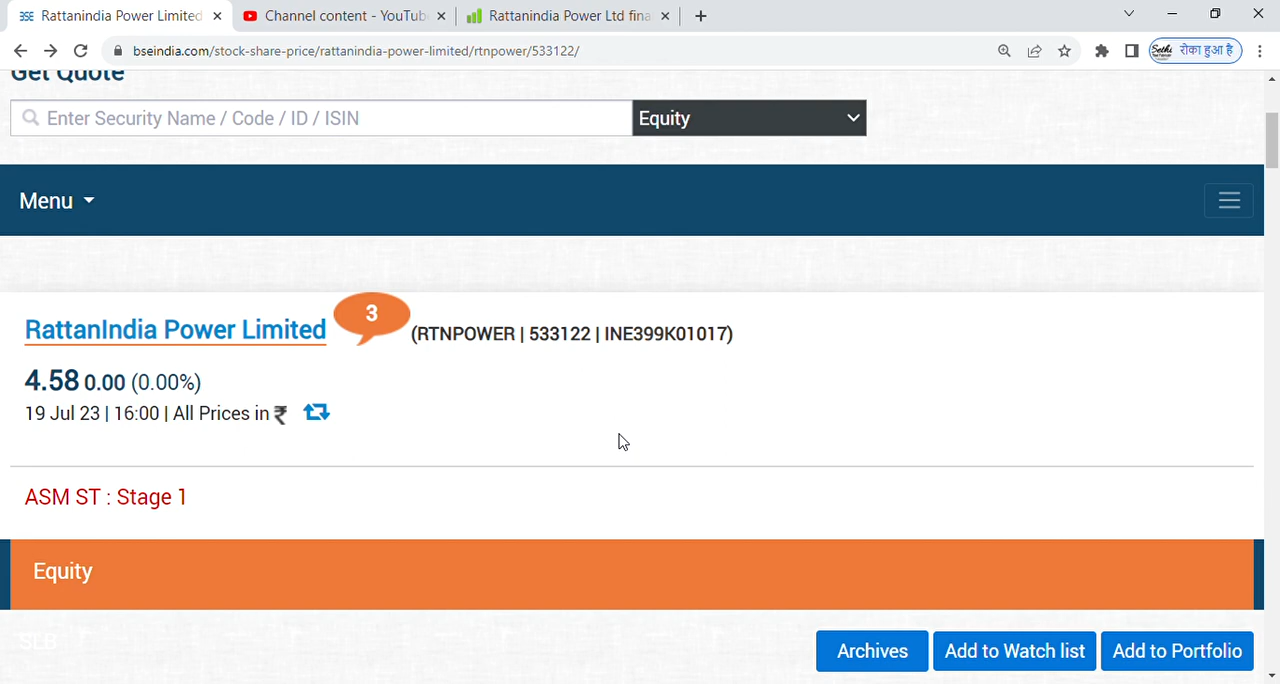 Rattanindia Power Limited
Channel content - YouTub
Rattanindia Power Ltd fina
bseindia.com/stock-share-price/rattanindia-power-limited/rtnpower/533122/
Sethi
रोका हुआ है
Get Quote
Enter Security Name / Code / ID / ISIN
Equity
Menu
RattanIndia Power Limited
3
(RTNPOWER | 533122 | INE399K01017)
4.58 0.00 (0.00%)
19 Jul 23 | 16:00 | All Prices in ₹
ASM ST : Stage 1
Equity
SLB
Archives
Add to Watch list
Add to Portfolio